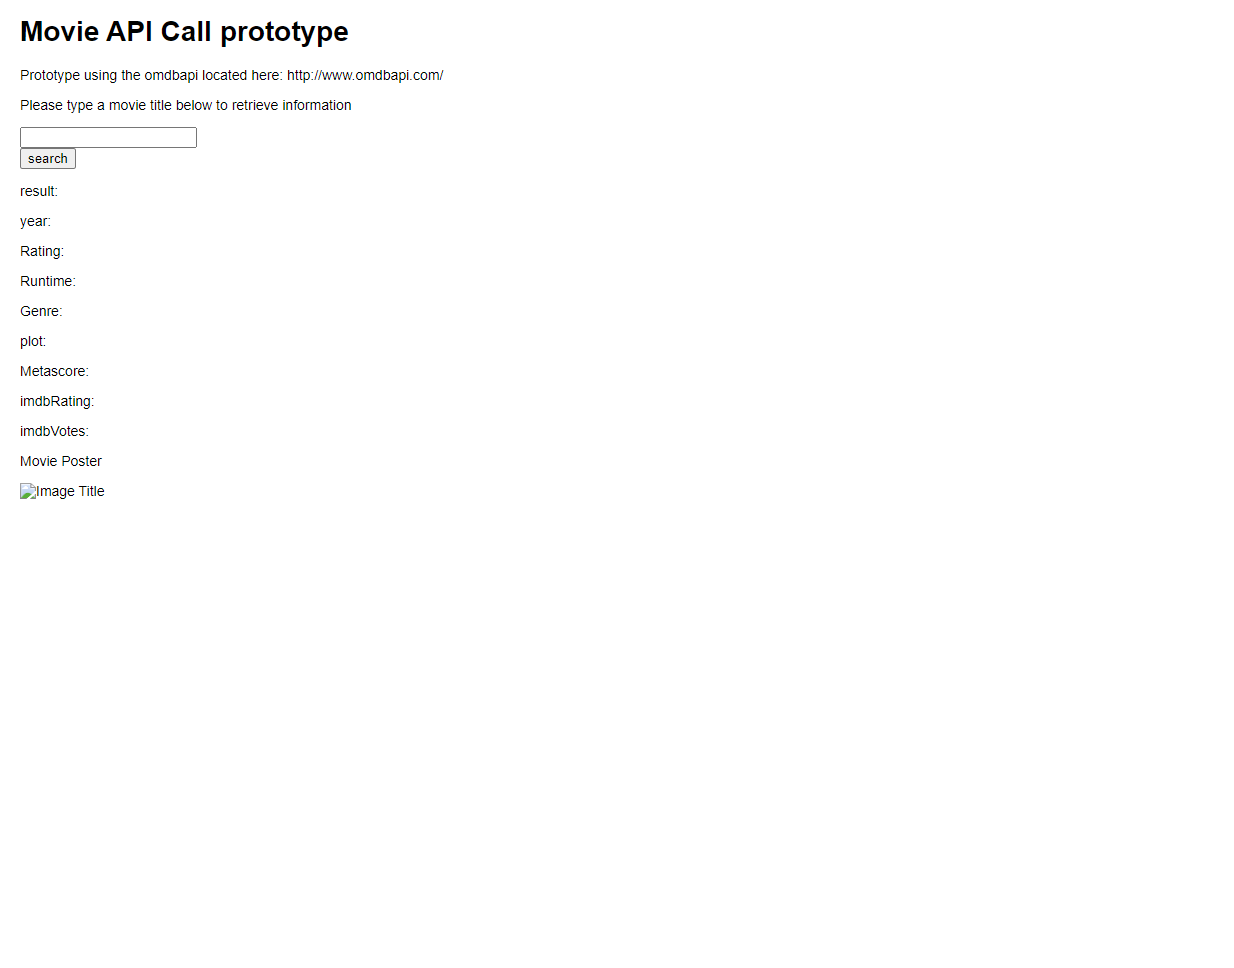 Movie API Call prototype
Prototype using the omdbapi located here: http://www.omdbapi.com/
Please type a movie title below to retrieve information
search
result:
year:
Rating:
Runtime:
Genre:
plot:
Metascore:
imdbRating:
imdbVotes:
Movie Poster
Image Title